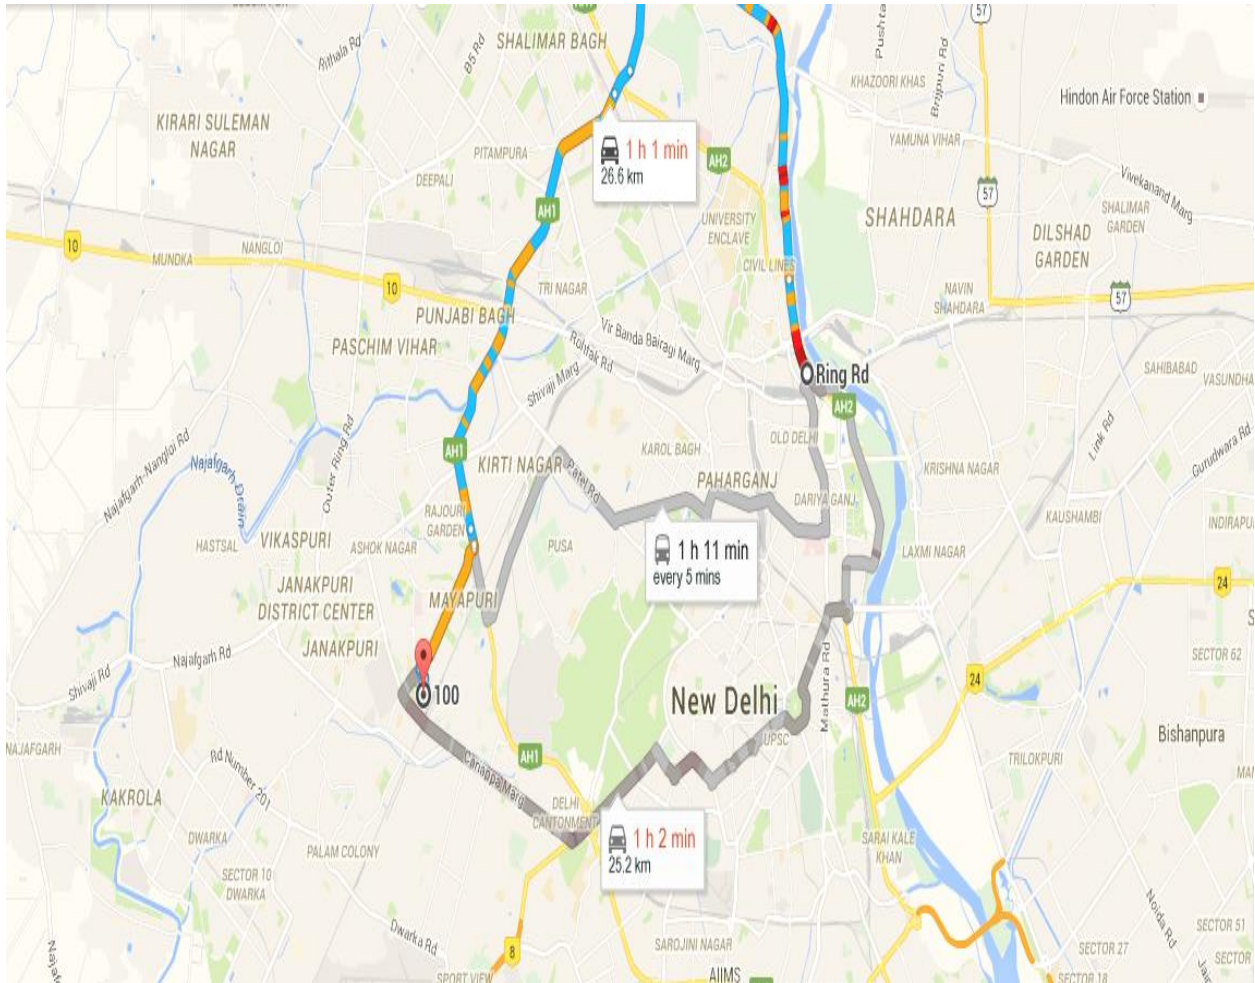 57
SHALIMAR BAGH
Rithala Rd
B5 Rd
Pushta
KHAZOORI KHAS
Brijpuri Rd
Hindon Air Force Station
KIRARI SULEMAN
NAGAR
PITAMPURA
1 h 1 min
26.6 km
AH2
YAMUNA VIHAR
DEEPALI
Vivekanand Marg
57
AH1
UNIVERSITY
ENCLAVE
SHAHDARA
SHALIMAR
GARDEN
DILSHAD
GARDEN
10
NANGLOI
MUNDKA
CIVIL LINES
10
TRI NAGAR
NAVIN
SHAHDARA
57
PUNJABI BAGH
PASCHIM VIHAR
Vir Banda Bairagi Marg
Rohtak Rd
Shivaji Marg
Ring Rd
SAHIBABAD
VASUNDHA
AH2
Najafgarh-Nangloi Rd
Outer Ring Rd
AH1
KIRTI NAGAR
KAROL BAGH
OLD DELHI
Link Rd
Gurudwara Rd
Najafgarh Drain
Patel Rd
PAHARGANJ
KRISHNA NAGAR
DARIYA GANJ
RAJOURI
GARDEN
KAUSHAMBI
INDIRAPU
HASTSAL
VIKASPURI
ASHOK NAGAR
PUSA
1 h 11 min
every 5 mins
LAXMI NAGAR
JANAKPURI
DISTRICT CENTER
MAYAPURI
24
JANAKPURI
Najafgarh Rd
Shivaji Rd
SECTOR 62
Mathura Rd
24
100
New Delhi
AH2
NAJAFGARH
UPSC
Bishanpura
AH1
Rd Number 201
Cariappa Marg
TRILOKPURI
KAKROLA
DELHI
CANTONMENT
DWARKA
1 h 2 min
25.2 km
SARAI KALE
KHAN
PALAM COLONY
SECTOR 10
DWARKA
Noida Rd
Dwarka Rd
SECTOR 51
SECTOR
8
SAROJINI NAGAR
SECTOR 27
SPORT VIEW
AIIMS
SECTOR 18